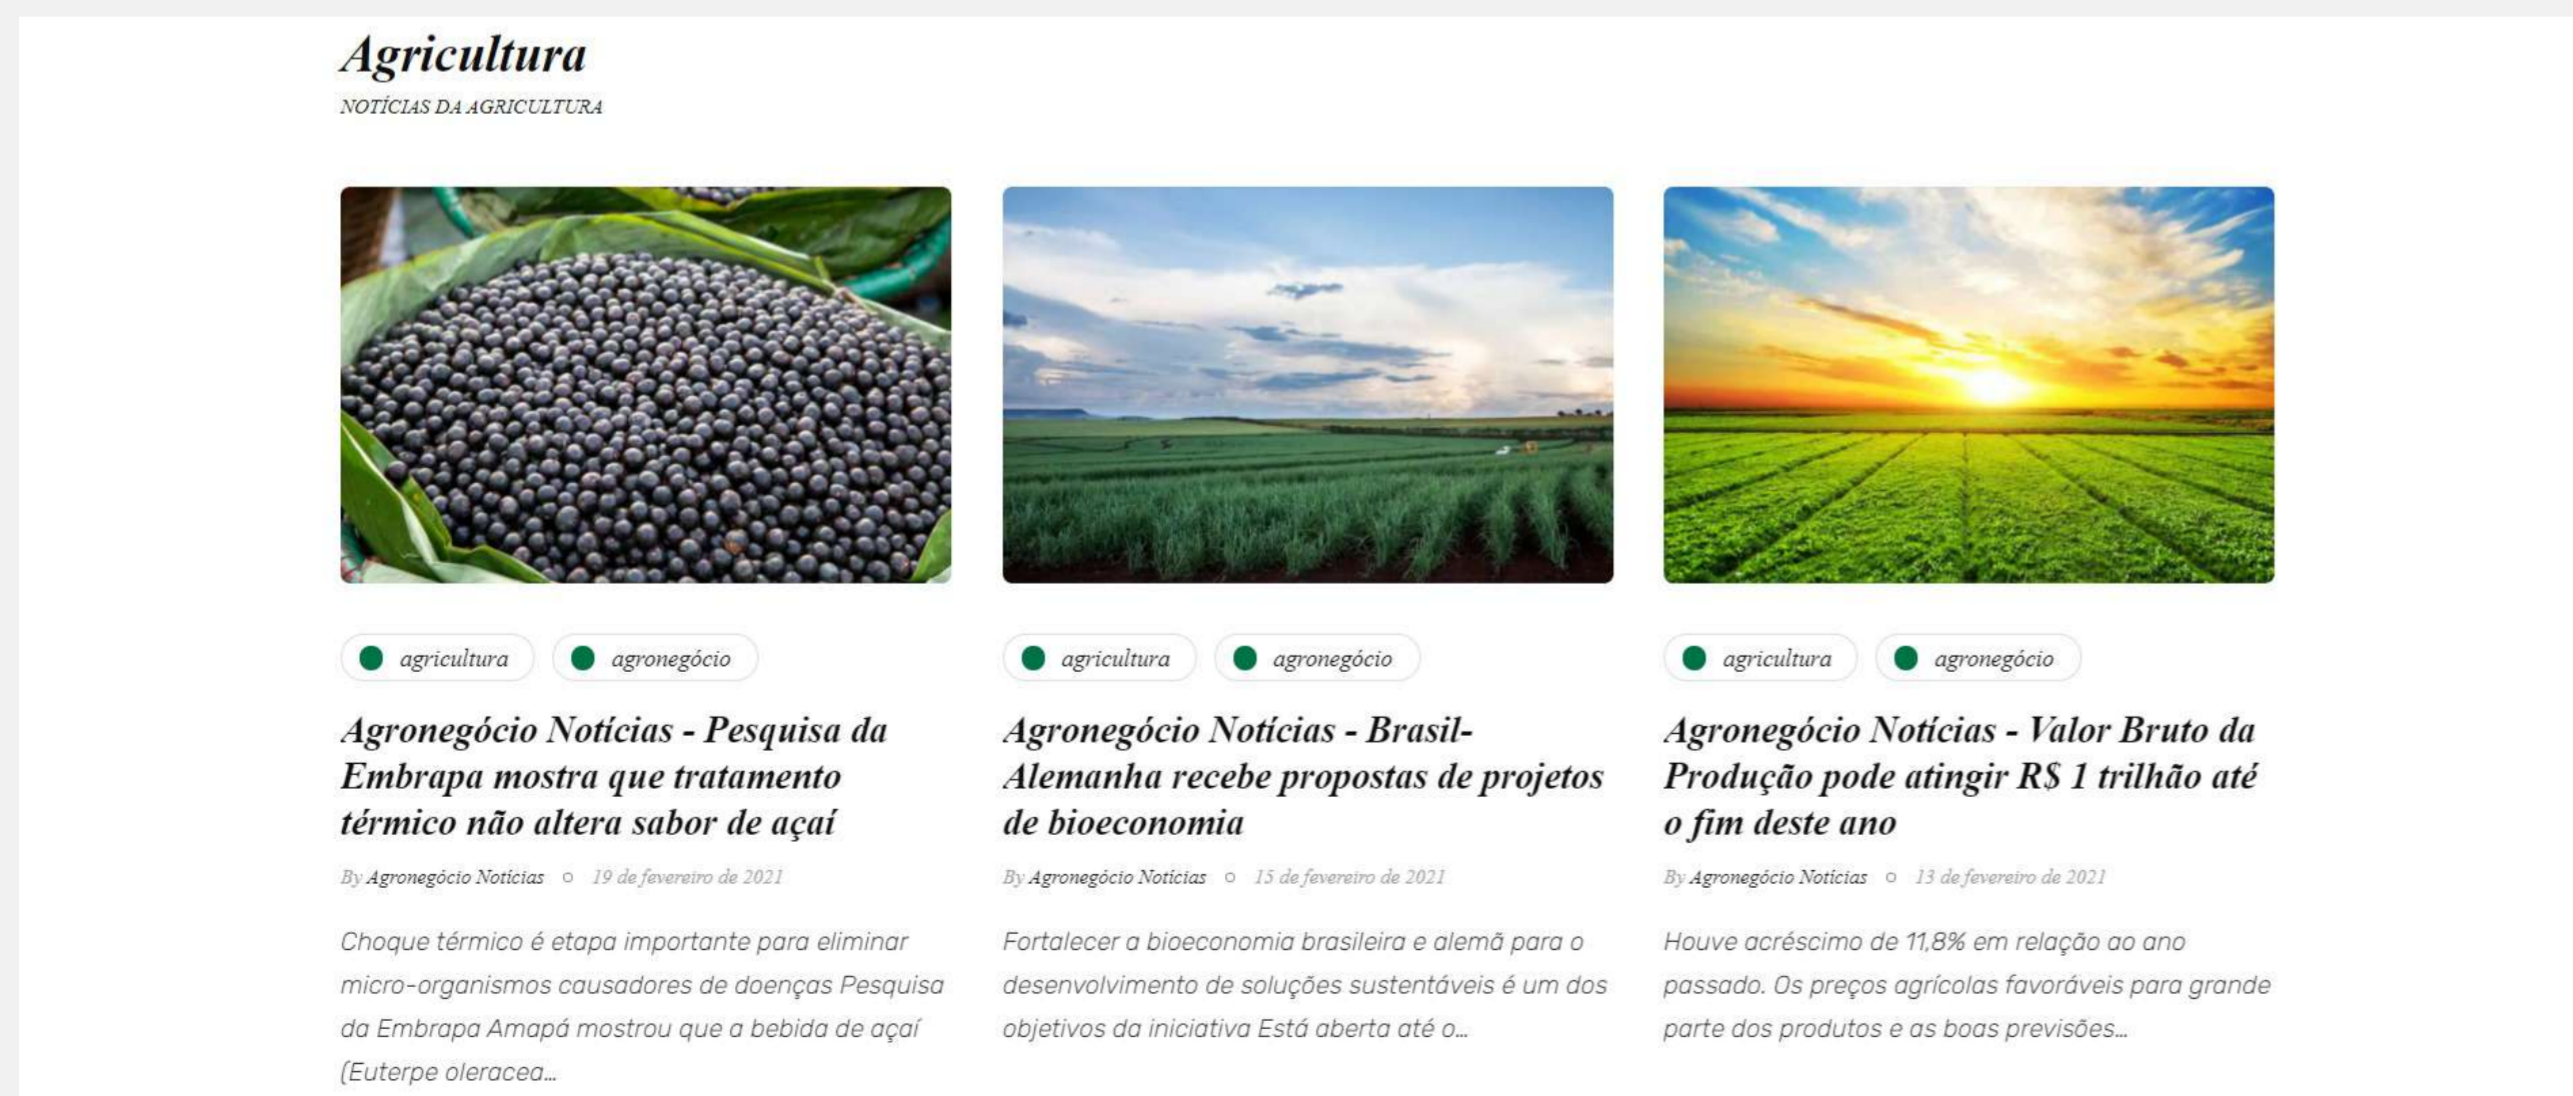 Agricultura
NOTÍCIAS DA AGRICULTURA
agricultura
agronegócio
Agronegócio Notícias - Pesquisa da
Embrapa mostra que tratamento
térmico não altera sabor de açaí
By Agronegócio Notícias 19 de fevereiro de 2021
Choque térmico é etapa importante para eliminar
micro-organismos causadores de doenças Pesquisa
da Embrapa Amapá mostrou que a bebida de açaí
(Euterpe oleracea...
agricultura
agronegócio
Agronegócio Notícias - Brasil-
Alemanha recebe propostas de projetos
de bioeconomia
By Agronegócio Notícias 15 de fevereiro de 2021
Fortalecer a bioeconomia brasileira e alemã para o
desenvolvimento de soluções sustentáveis é um dos
objetivos da iniciativa Está aberta até o...
agricultura
agronegócio
Agronegócio Notícias - Valor Bruto da
Produção pode atingir R$ 1 trilhão até
o fim deste ano
By Agronegócio Notícias 13 de fevereiro de 2021
Houve acréscimo de 11,8% em relação ao ano
passado. Os preços agrícolas favoráveis para grande
parte dos produtos e as boas previsões...